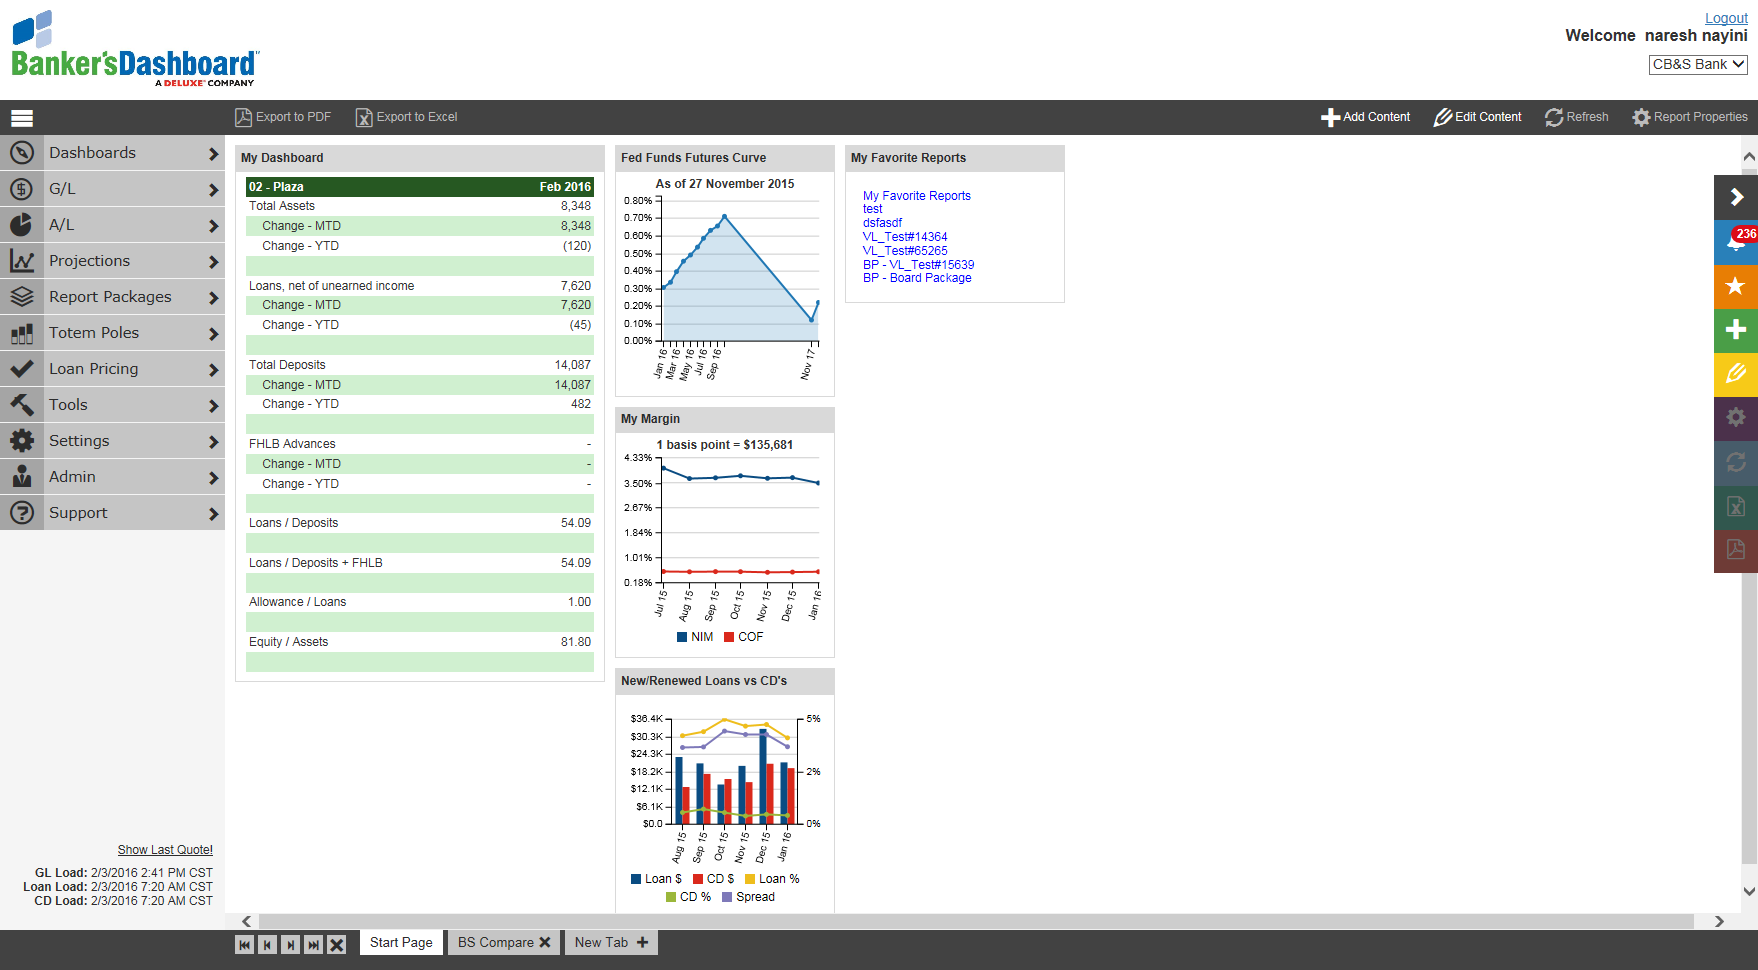 Logout
Banker'sDashboard
A DELUXE COMPANY
Welcome naresh nayini
CB&S Bank
Export to PDF
Export to Excel
Add Content
Edit Content
Refresh
Report Properties
Dashboards
G/L
A/L
Projections
Report Packages
Totem Poles
Loan Pricing
Tools
Settings
Admin
Support
Show Last Quote!
GL Load: 2/3/2016 2:41 PM CST
Loan Load: 2/3/2016 7:20 AM CST
CD Load: 2/3/2016 7:20 AM CST
My Dashboard
02 - Plaza Feb 2016
Total Assets 8,348
Change - MTD 8,348
Change - YTD (120)
Loans, net of unearned income 7,620
Change - MTD 7,620
Change - YTD (45)
Total Deposits 14,087
Change - MTD 14,087
Change - YTD 482
FHLB Advances -
Change - MTD -
Change - YTD -
Loans / Deposits 54.09
Loans / Deposits + FHLB 54.09
Allowance / Loans 1.00
Equity / Assets 81.80
Fed Funds Futures Curve
As of 27 November 2015
0.80%
0.70%
0.60%
0.50%
0.40%
0.30%
0.20%
0.10%
0.00%
Jan 16 Mar 16 May 16 Jul 16 Sep 16 Nov 17
My Margin
1 basis point = $135,681
4.33%
3.50%
2.67%
1.84%
1.01%
0.18%
Jul 15 Aug 15 Sep 15 Oct 15 Nov 15 Dec 15 Jan 16
NIM COF
New/Renewed Loans vs CD's
$36.4K 5%
$30.3K
$24.3K
$18.2K 2%
$12.1K
$6.1K
$0.0 0%
Aug 15 Sep 15 Oct 15 Nov 15 Dec 15 Jan 16
Loan $ CD $ Loan %
CD % Spread
My Favorite Reports
My Favorite Reports
test
dsfasdf
VL_Test#14364
VL_Test#65265
BP - VL_Test#15639
BP - Board Package
236
Start Page
BS Compare
New Tab